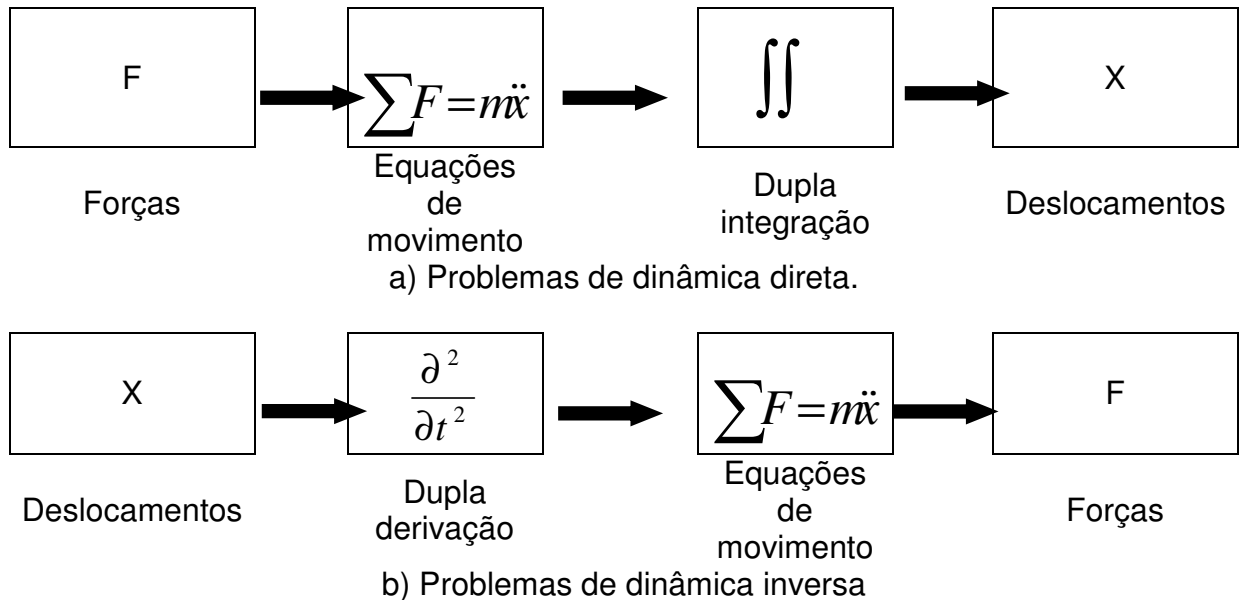 F
∑F=mẍ
∬
X
Forças
Equações
de
movimento
Dupla
integração
Deslocamentos
a) Problemas de dinâmica direta.
X
∂²/∂t²
∑F=mẍ
F
Deslocamentos
Dupla
derivação
Equações
de
movimento
Forças
b) Problemas de dinâmica inversa